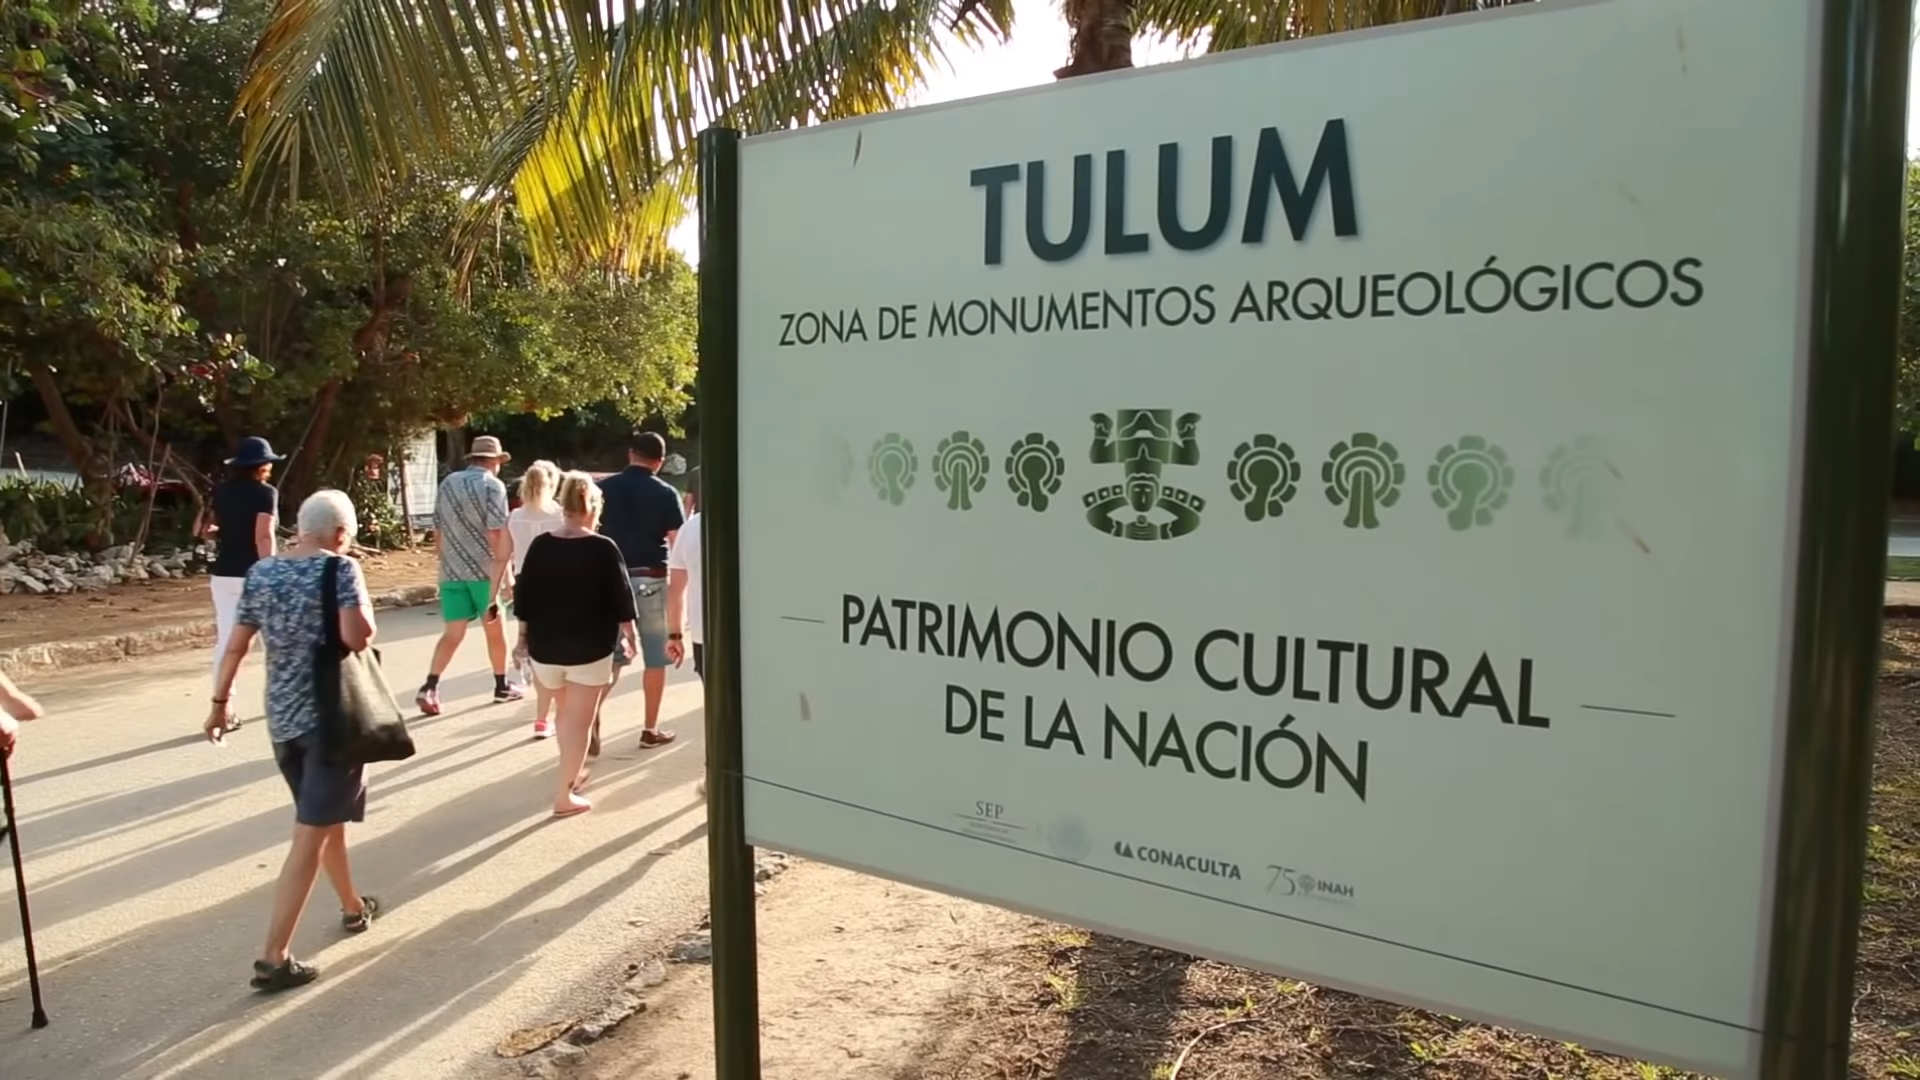 TULUM
ZONA DE MONUMENTOS ARQUEOLÓGICOS
PATRIMONIO CULTURAL
DE LA NACIÓN
SEP
CONACULTA
75 INAH